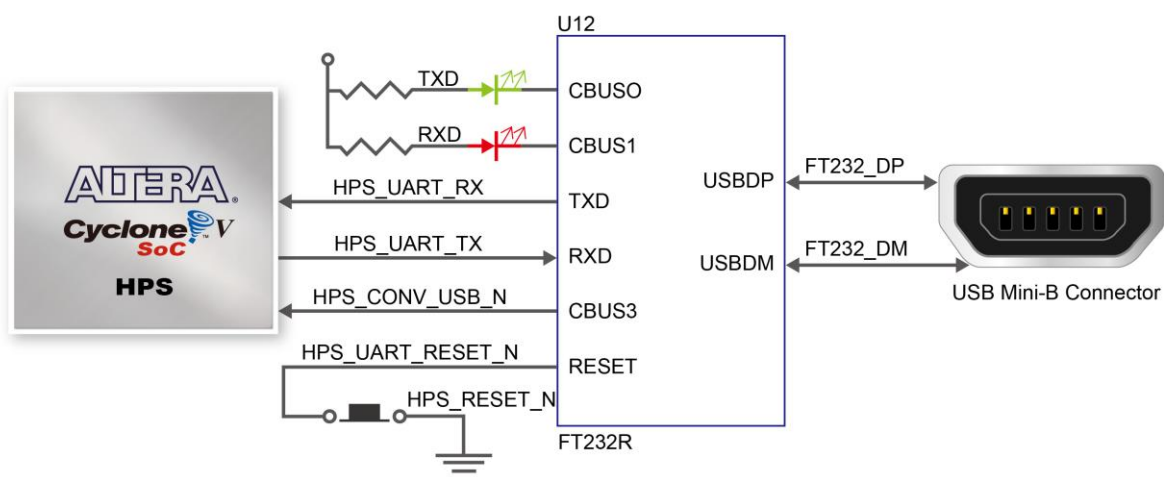 U12
TXD
CBUSO
RXD
CBUS1
ALTERA.
Cyclone V
SoC
HPS
HPS_UART_RX
TXD
HPS_UART_TX
RXD
HPS_CONV_USB_N
CBUS3
HPS_UART_RESET_N
RESET
HPS_RESET_N
FT232R
USBDP
FT232_DP
USBDM
FT232_DM
USB Mini-B Connector